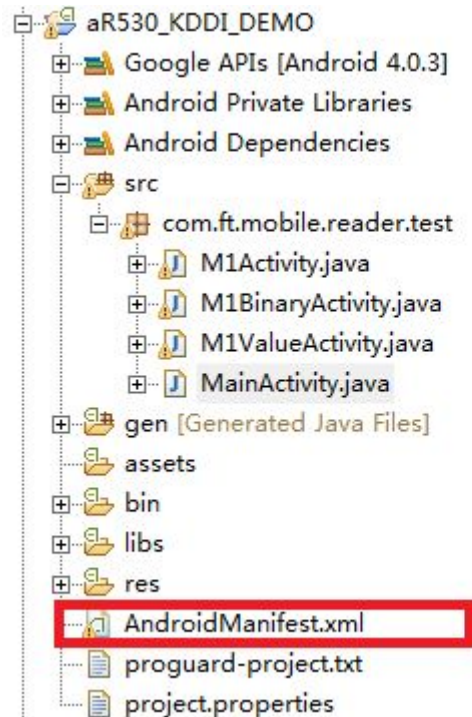 aR530_KDDI_DEMO
Google APIs [Android 4.0.3]
Android Private Libraries
Android Dependencies
src
com.ft.mobile.reader.test
M1Activity.java
M1BinaryActivity.java
M1ValueActivity.java
MainActivity.java
gen [Generated Java Files]
assets
bin
libs
res
AndroidManifest.xml
proguard-project.txt
project.properties